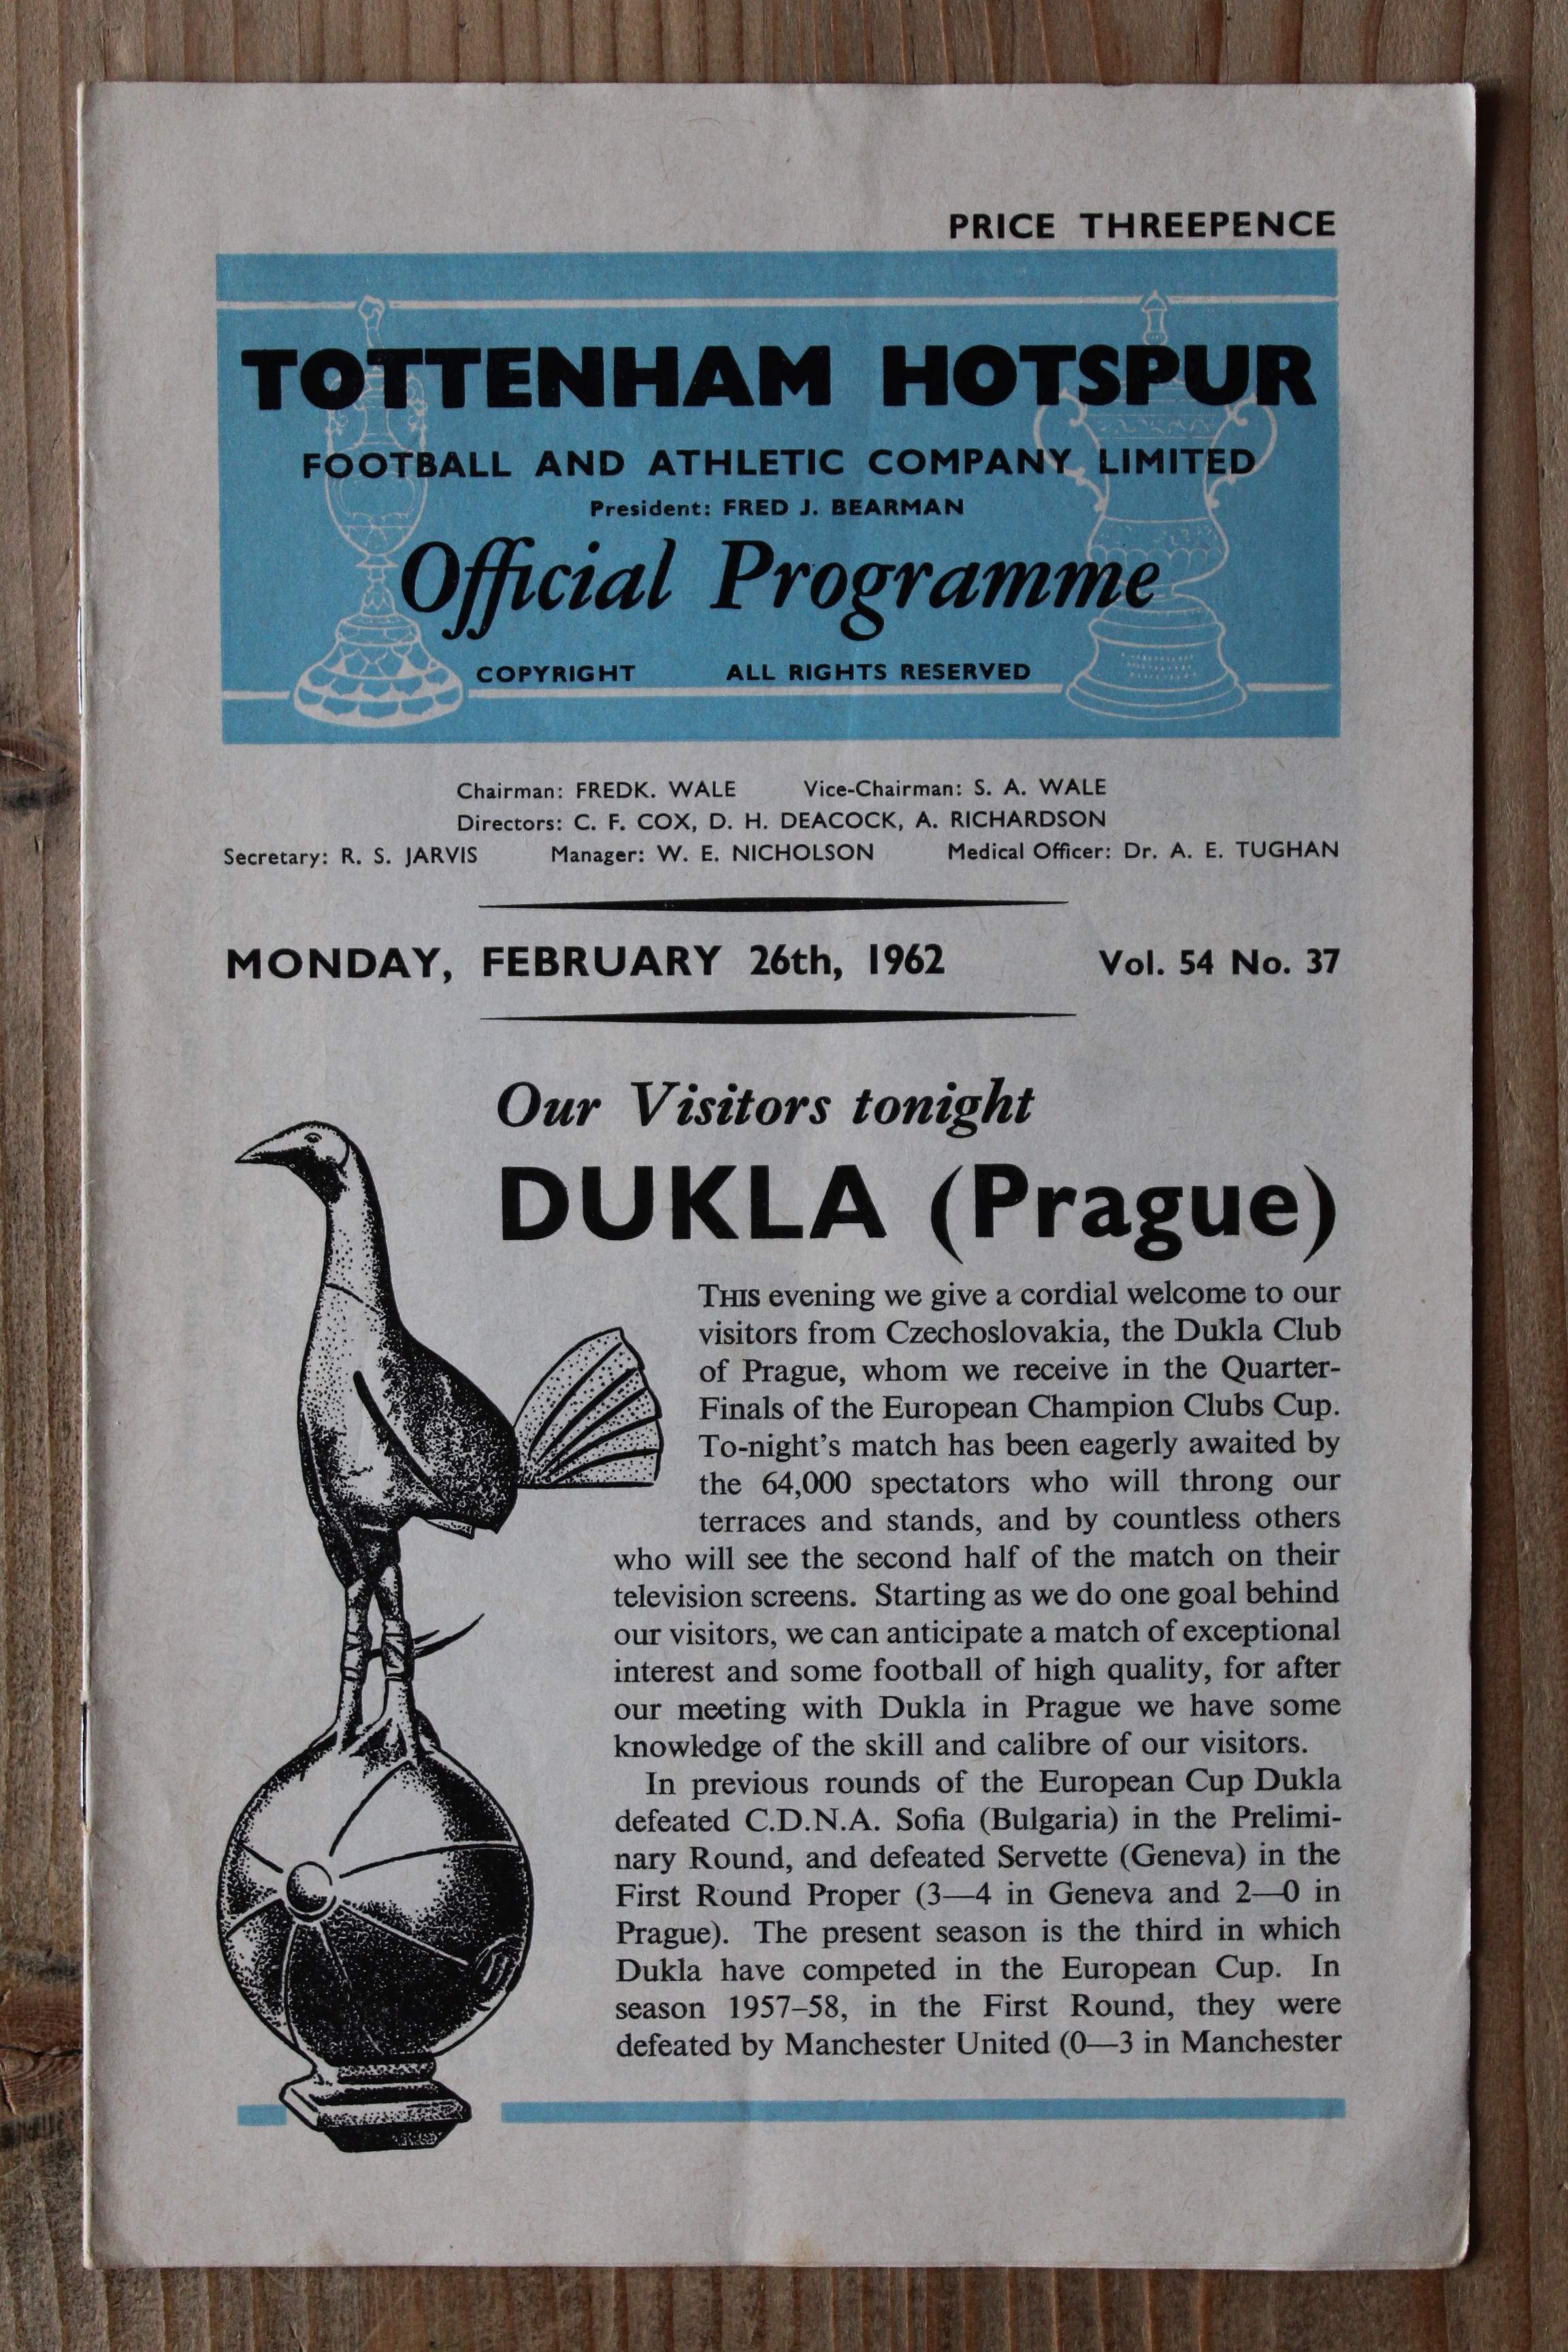 PRICE THREEPENCE
TOTTENHAM HOTSPUR
FOOTBALL AND ATHLETIC COMPANY LIMITED
President: FRED J. BEARMAN
Official Programme
COPYRIGHT ALL RIGHTS RESERVED
Chairman: FREDK. WALE Vice-Chairman: S. A. WALE
Directors: C. F. COX, D. H. DEACOCK, A. RICHARDSON
Secretary: R. S. JARVIS Manager: W. E. NICHOLSON Medical Officer: Dr. A. E. TUGHAN
MONDAY, FEBRUARY 26th, 1962 Vol. 54 No. 37
Our Visitors tonight
DUKLA (Prague)
THIS evening we give a cordial welcome to our
visitors from Czechoslovakia, the Dukla Club
of Prague, whom we receive in the Quarter-
Finals of the European Champion Clubs Cup.
To-night's match has been eagerly awaited by
the 64,000 spectators who will throng our
terraces and stands, and by countless others
who will see the second half of the match on their
television screens. Starting as we do one goal behind
our visitors, we can anticipate a match of exceptional
interest and some football of high quality, for after
our meeting with Dukla in Prague we have some
knowledge of the skill and calibre of our visitors.
In previous rounds of the European Cup Dukla
defeated C.D.N.A. Sofia (Bulgaria) in the Prelimi-
nary Round, and defeated Servette (Geneva) in the
First Round Proper (3—4 in Geneva and 2—0 in
Prague). The present season is the third in which
Dukla have competed in the European Cup. In
season 1957–58, in the First Round, they were
defeated by Manchester United (0—3 in Manchester